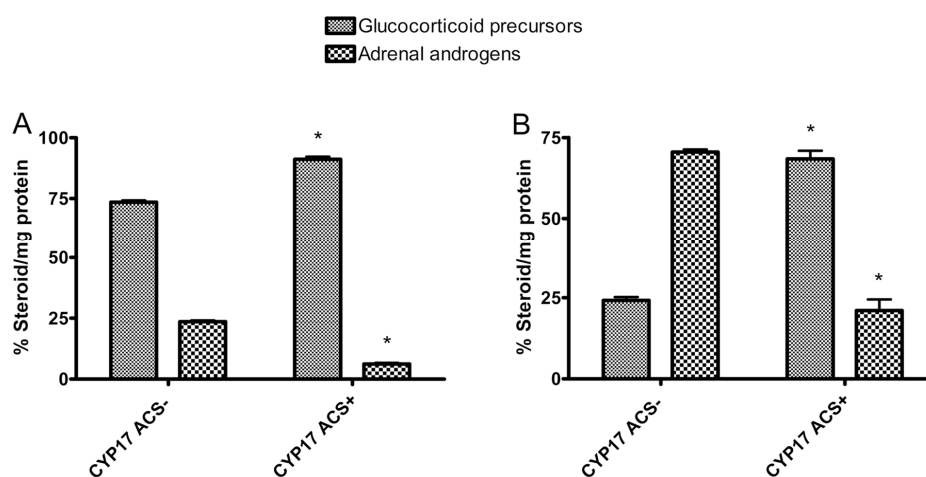 Glucocorticoid precursors
Adrenal androgens
A
B
% Steroid/mg protein
100
75
50
25
0
*
*
CYP17 ACS-
CYP17 ACS+
% Steroid/mg protein
75
50
25
0
*
*
CYP17 ACS-
CYP17 ACS+